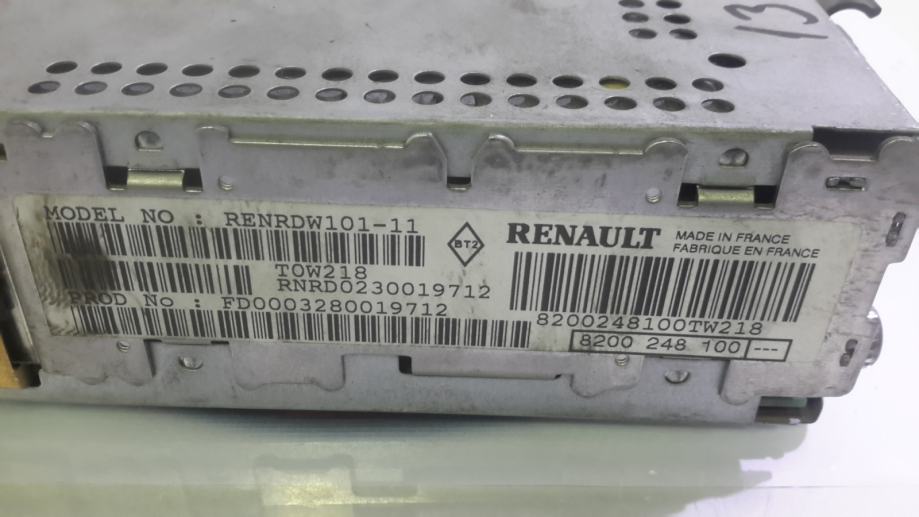 13
MODEL NO : RENRDW101-11
T0W218
RNRD0230019712
PROD No : FD0003280019712
BT2
RENAULT
MADE IN FRANCE
FABRIQUE EN FRANCE
8200248100TW218
8200 248 100 ---